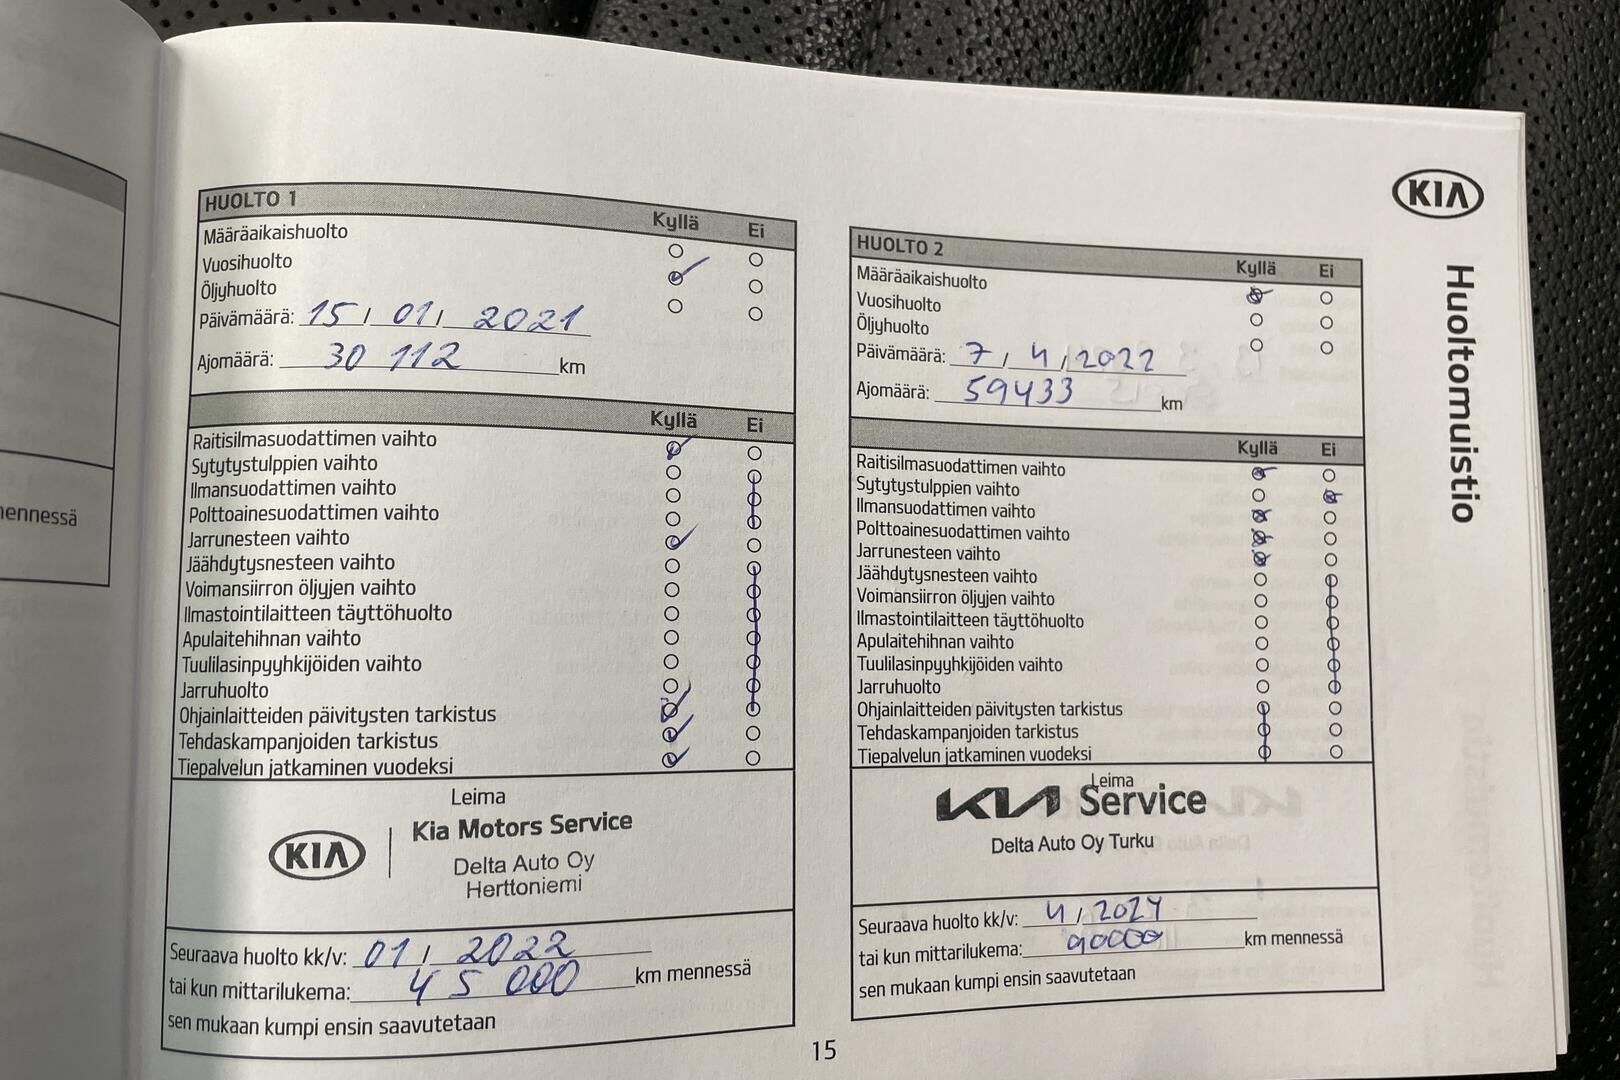 mennessä
HUOLTO 1
Kyllä Ei
Määräaikaishuolto
Vuosihuolto
Öljyhuolto
Päivämäärä: 15 / 01 / 2021
Ajomäärä: 30 112 km
Kyllä Ei
Raitisilmasuodattimen vaihto
Sytytystulppien vaihto
Ilmansuodattimen vaihto
Polttoainesuodattimen vaihto
Jarrunesteen vaihto
Jäähdytysnesteen vaihto
Voimansiirron öljyjen vaihto
Ilmastointilaitteen täyttöhuolto
Apulaitehihnan vaihto
Tuulilasinpyyhkijöiden vaihto
Jarruhuolto
Ohjainlaitteiden päivitysten tarkistus
Tehdaskampanjoiden tarkistus
Tiepalvelun jatkaminen vuodeksi
Leima
KIA Kia Motors Service
Delta Auto Oy
Herttoniemi
Seuraava huolto kk/v: 01 / 2022
tai kun mittarilukema: 45 000 km mennessä
sen mukaan kumpi ensin saavutetaan
HUOLTO 2
Kyllä Ei
Määräaikaishuolto
Vuosihuolto
Öljyhuolto
Päivämäärä: 7 / 4 / 2022
Ajomäärä: 59433 km
Kyllä Ei
Raitisilmasuodattimen vaihto
Sytytystulppien vaihto
Ilmansuodattimen vaihto
Polttoainesuodattimen vaihto
Jarrunesteen vaihto
Jäähdytysnesteen vaihto
Voimansiirron öljyjen vaihto
Ilmastointilaitteen täyttöhuolto
Apulaitehihnan vaihto
Tuulilasinpyyhkijöiden vaihto
Jarruhuolto
Ohjainlaitteiden päivitysten tarkistus
Tehdaskampanjoiden tarkistus
Tiepalvelun jatkaminen vuodeksi
Leima
KIA Service
Delta Auto Oy Turku
Seuraava huolto kk/v: 4 / 2024
tai kun mittarilukema: 90000 km mennessä
sen mukaan kumpi ensin saavutetaan
KIA
Huoltomuistio
15